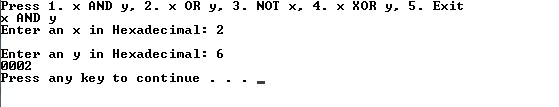 Press 1. x AND y, 2. x OR y, 3. NOT x, 4. x XOR y, 5. Exit
x AND y
Enter an x in Hexadecimal: 2
Enter an y in Hexadecimal: 6
0002
Press any key to continue . . . _